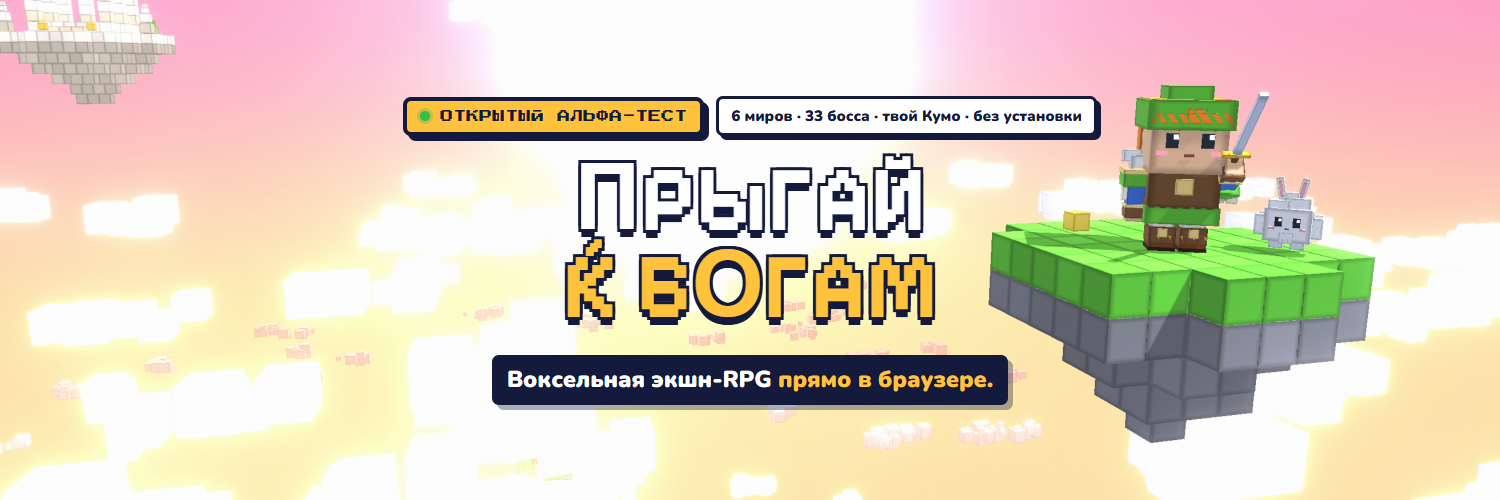 ОТКРЫТЫЙ АЛЬФА-ТЕСТ
6 миров · 33 босса · твой Кумо · без установки
ПРЫГАЙ
К БОГАМ
Воксельная экшн-RPG прямо в браузере.